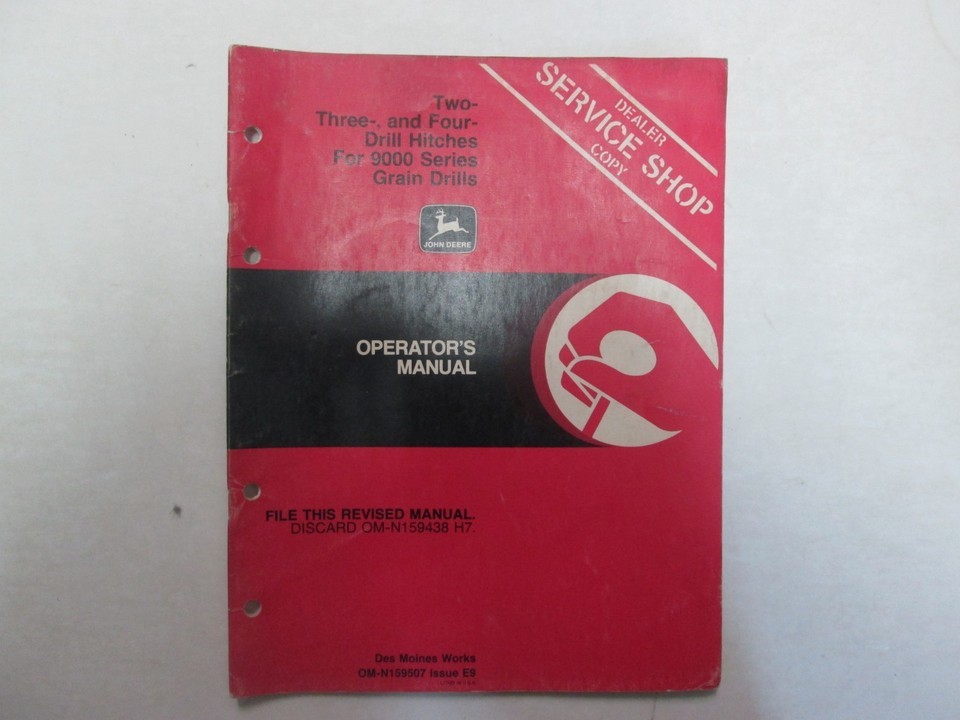 Two-
Three-, and Four-
Drill Hitches
For 9000 Series
Grain Drills
DEALER
SERVICE SHOP
COPY
JOHN DEERE
OPERATOR'S
MANUAL
FILE THIS REVISED MANUAL.
DISCARD OM-N159438 H7.
Des Moines Works
OM-N159507 Issue E9